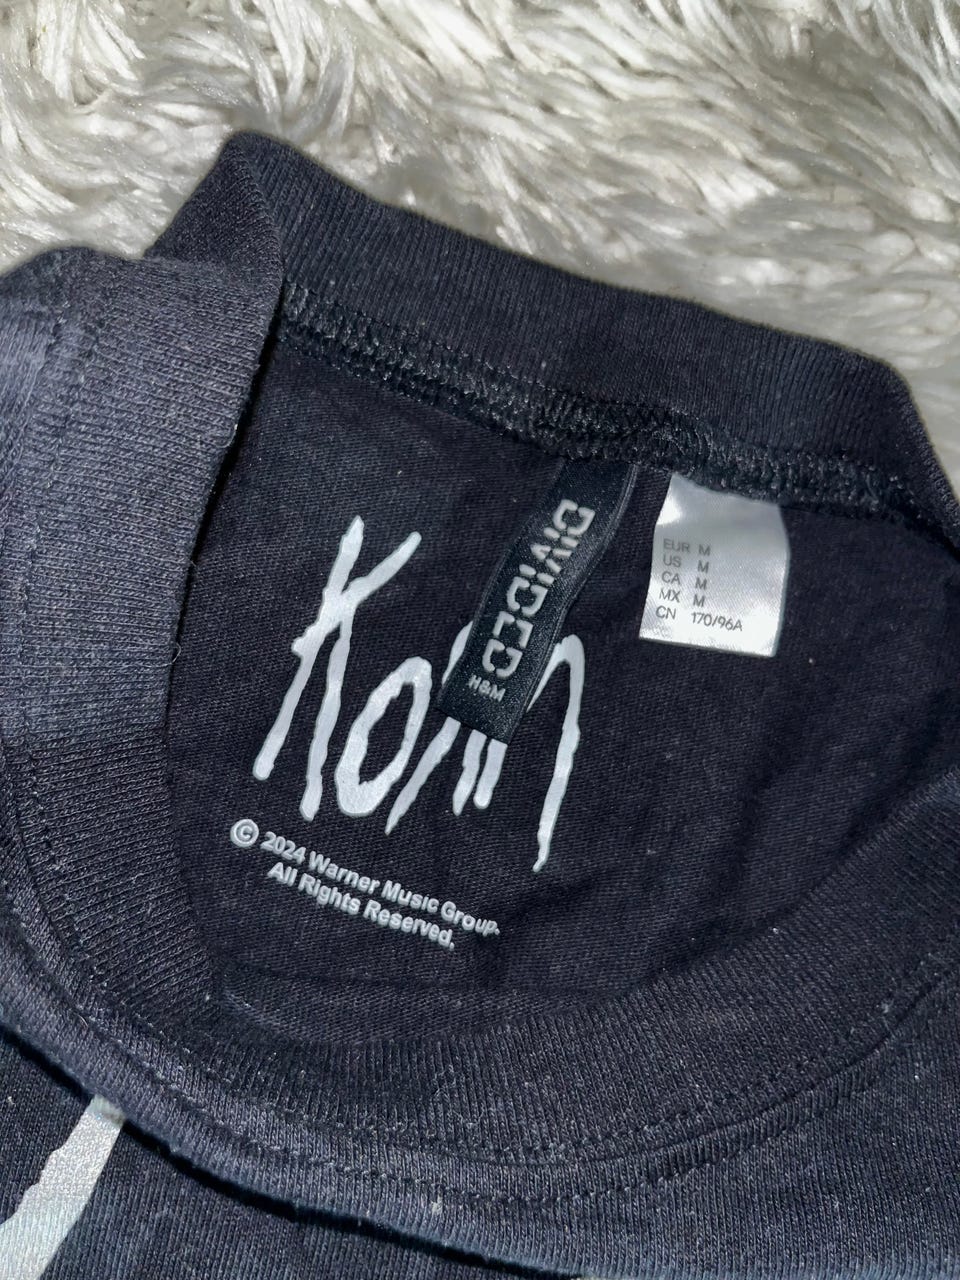 Korn
DIVIDED
H&M
EUR M
US M
CA M
MX M
CN 170/96A
© 2024 Warner Music Group.
All Rights Reserved.